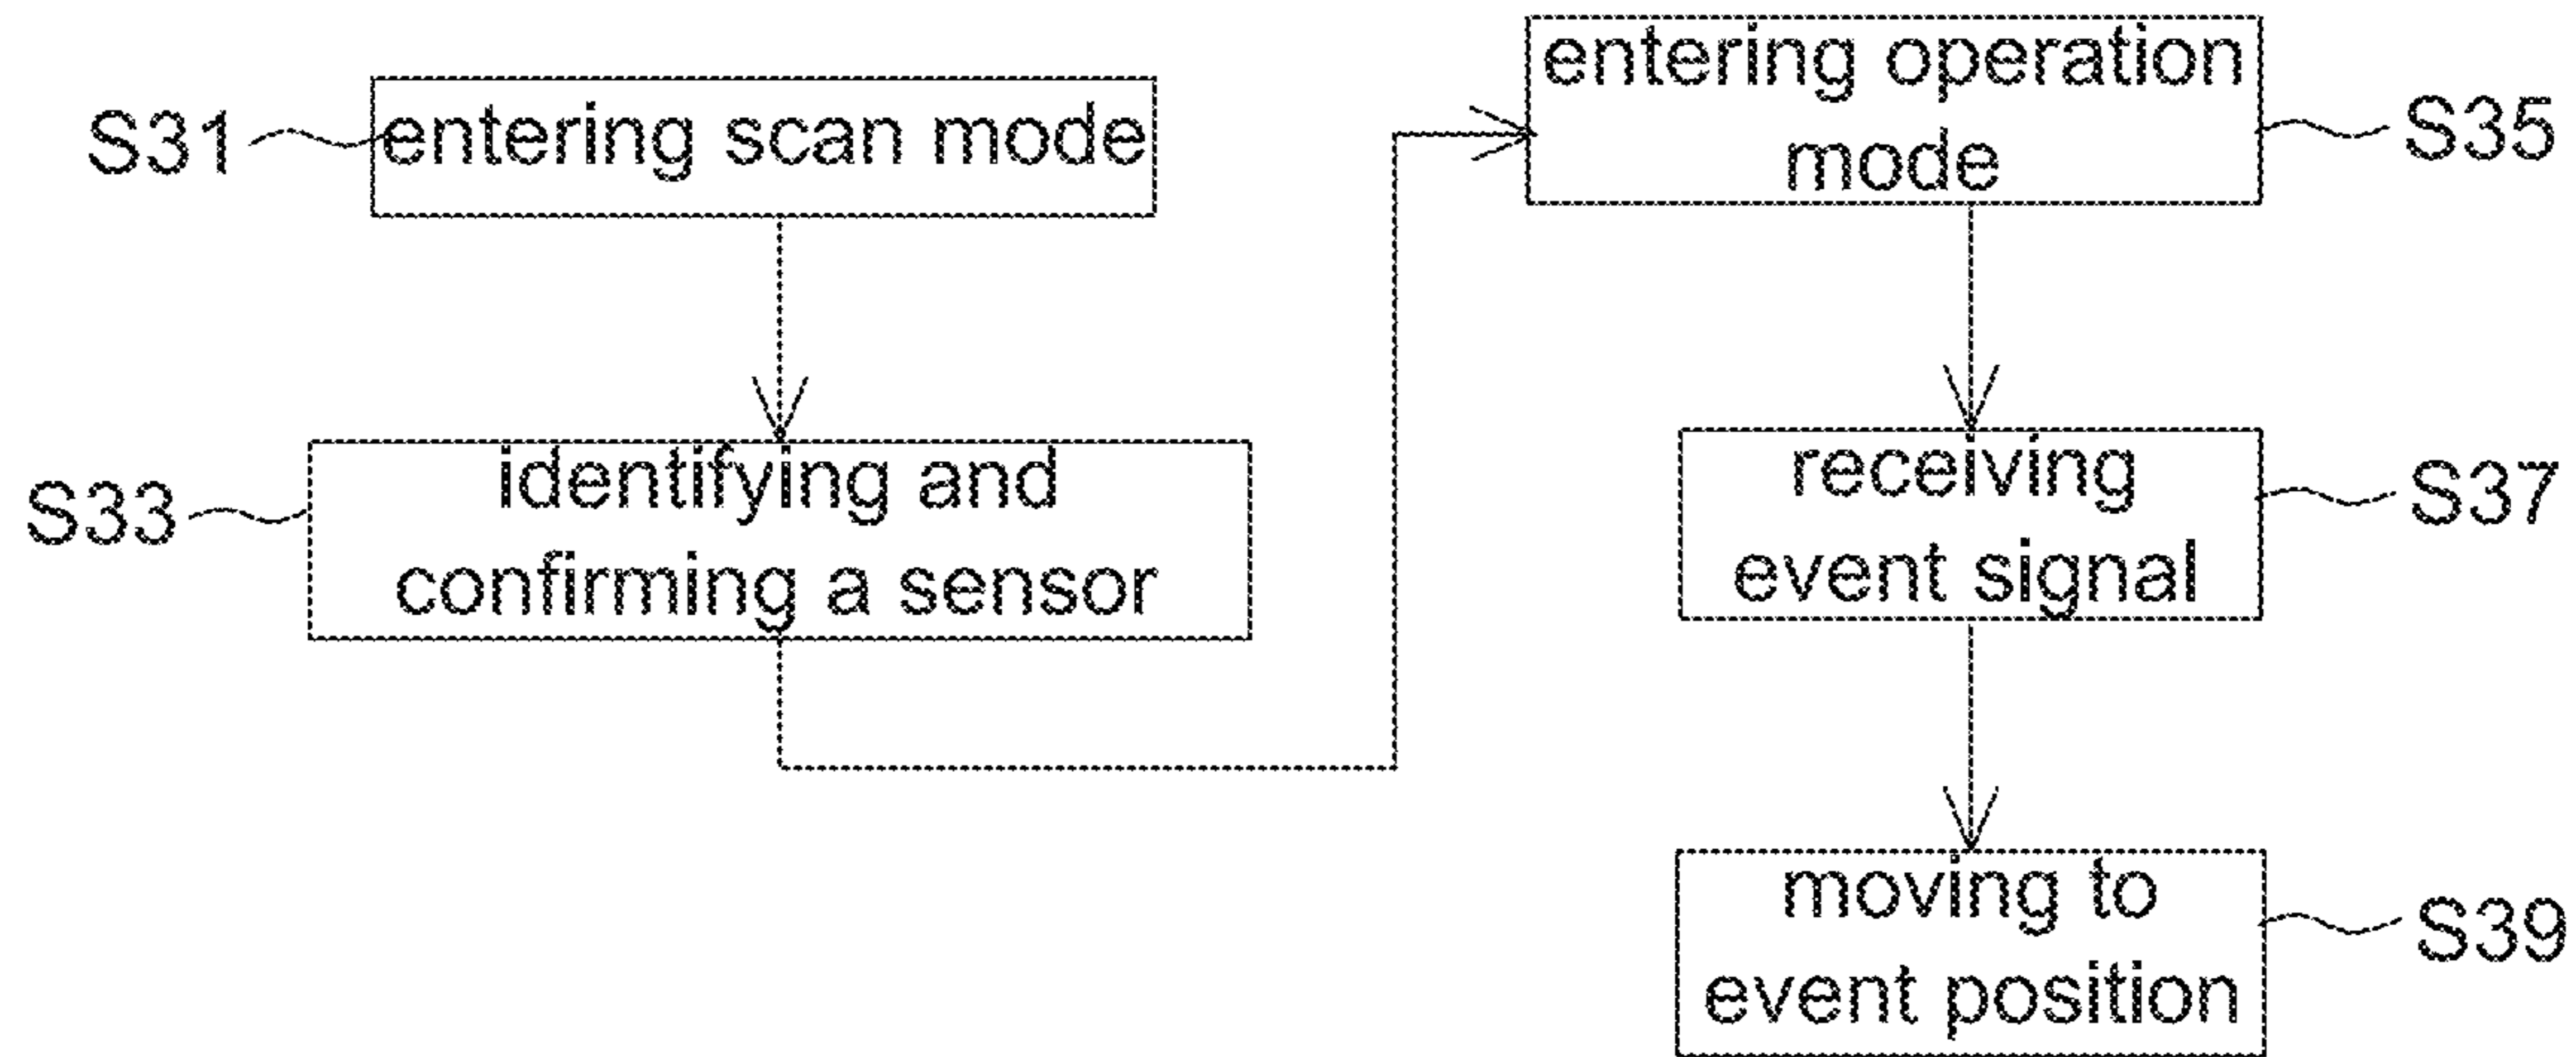 S31
entering scan mode
S33
identifying and
confirming a sensor
entering operation
mode
S35
receiving
event signal
S37
moving to
event position
S39